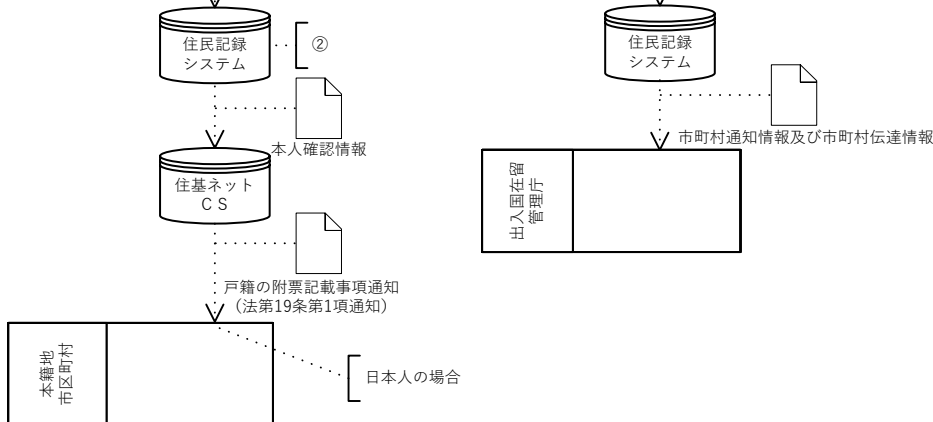 住民記録
システム
②
本人確認情報
住基ネット
CS
戸籍の附票記載事項通知
(法第19条第1項通知)
本籍地
市区町村
日本人の場合
住民記録
システム
市町村通知情報及び市町村伝達情報
出入国在留
管理庁